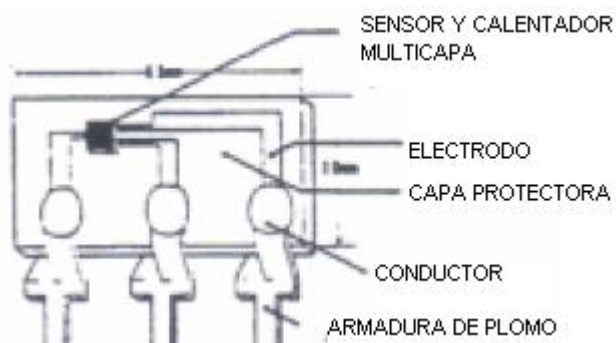 SENSOR Y CALENTADOR
MULTICAPA
ELECTRODO
CAPA PROTECTORA
CONDUCTOR
ARMADURA DE PLOMO